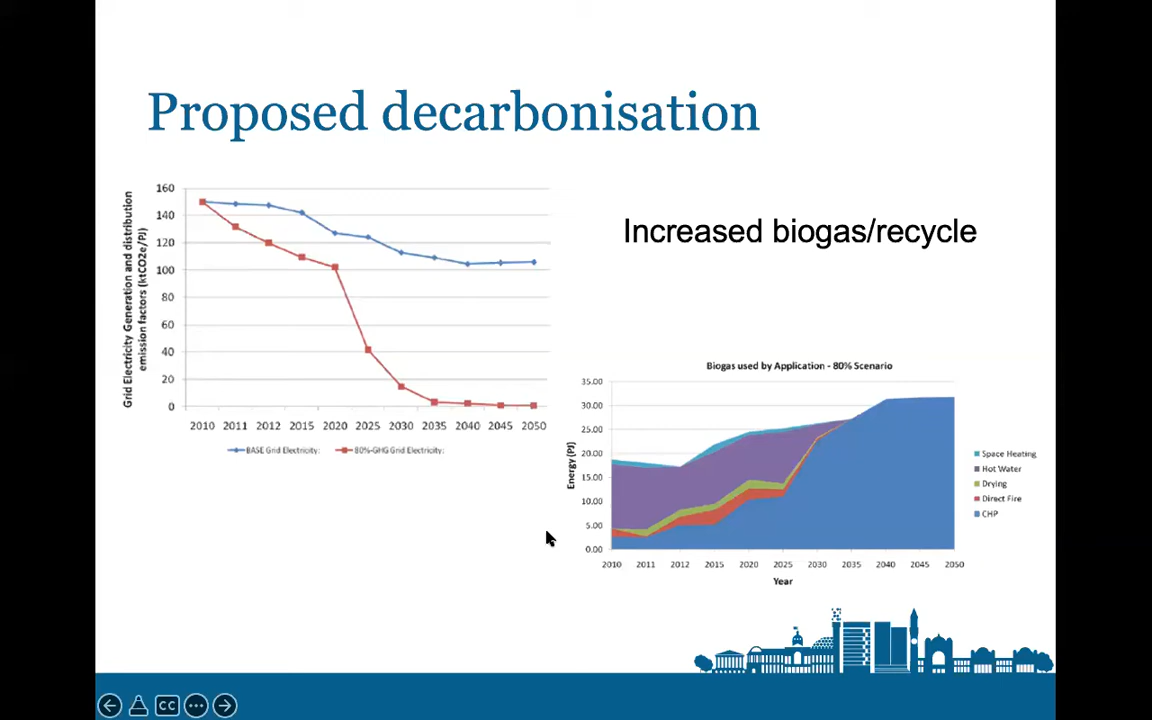 Proposed decarbonisation
Grid Electricity Generation and distribution
emission factors (ktCO2e/PJ)
160
140
120
100
80
60
40
20
0
2010 2011 2012 2015 2020 2025 2030 2035 2040 2045 2050
BASE Grid Electricity: 80%-GHG Grid Electricity:
Increased biogas/recycle
Biogas used by Application - 80% Scenario
Energy (PJ)
35.00
30.00
25.00
20.00
15.00
10.00
5.00
0.00
2010 2011 2012 2015 2020 2025 2030 2035 2040 2045 2050
Year
Space Heating
Hot Water
Drying
Direct Fire
CHP
CC